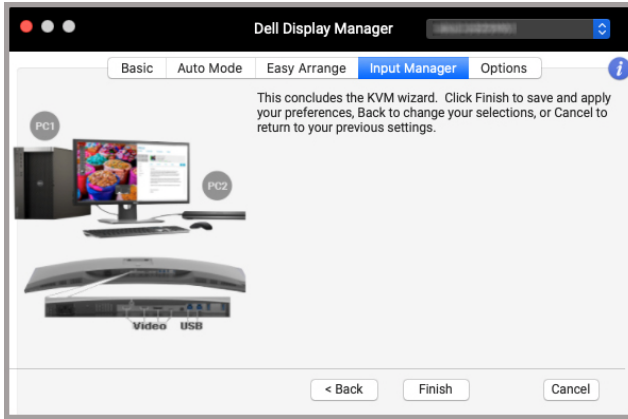 Dell Display Manager
Basic Auto Mode Easy Arrange Input Manager Options
i
This concludes the KVM wizard. Click Finish to save and apply
your preferences, Back to change your selections, or Cancel to
return to your previous settings.
PC1
PC2
Video USB
< Back Finish Cancel